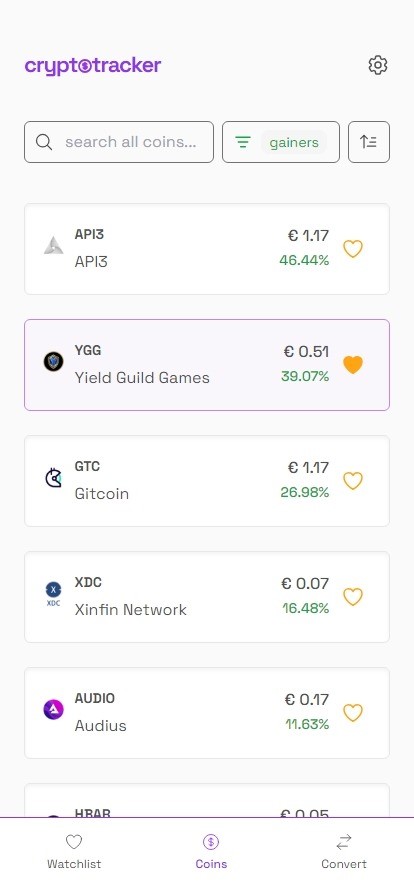 cryptotracker
search all coins...
gainers
API3
€ 1.17
API3
46.44%
YGG
€ 0.51
Yield Guild Games
39.07%
GTC
€ 1.17
Gitcoin
26.98%
XDC
€ 0.07
XDC
Xinfin Network
16.48%
AUDIO
€ 0.17
Audius
11.63%
HBAR
€ 0.05
Watchlist
Coins
Convert